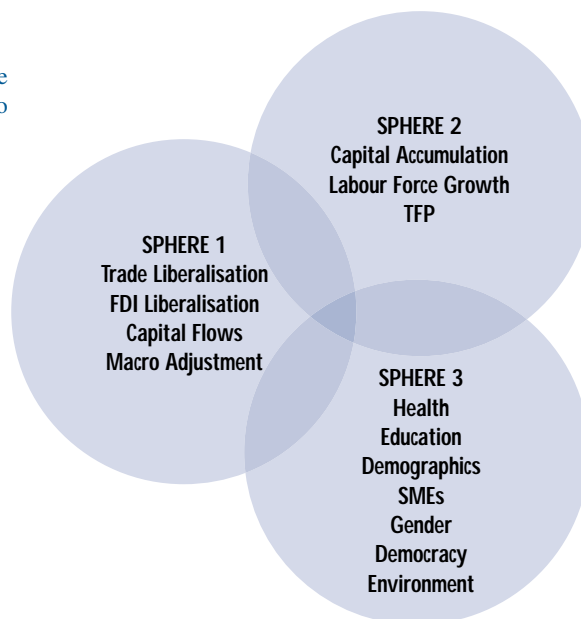 e
o
SPHERE 2
Capital Accumulation
Labour Force Growth
TFP
SPHERE 1
Trade Liberalisation
FDI Liberalisation
Capital Flows
Macro Adjustment
SPHERE 3
Health
Education
Demographics
SMEs
Gender
Democracy
Environment